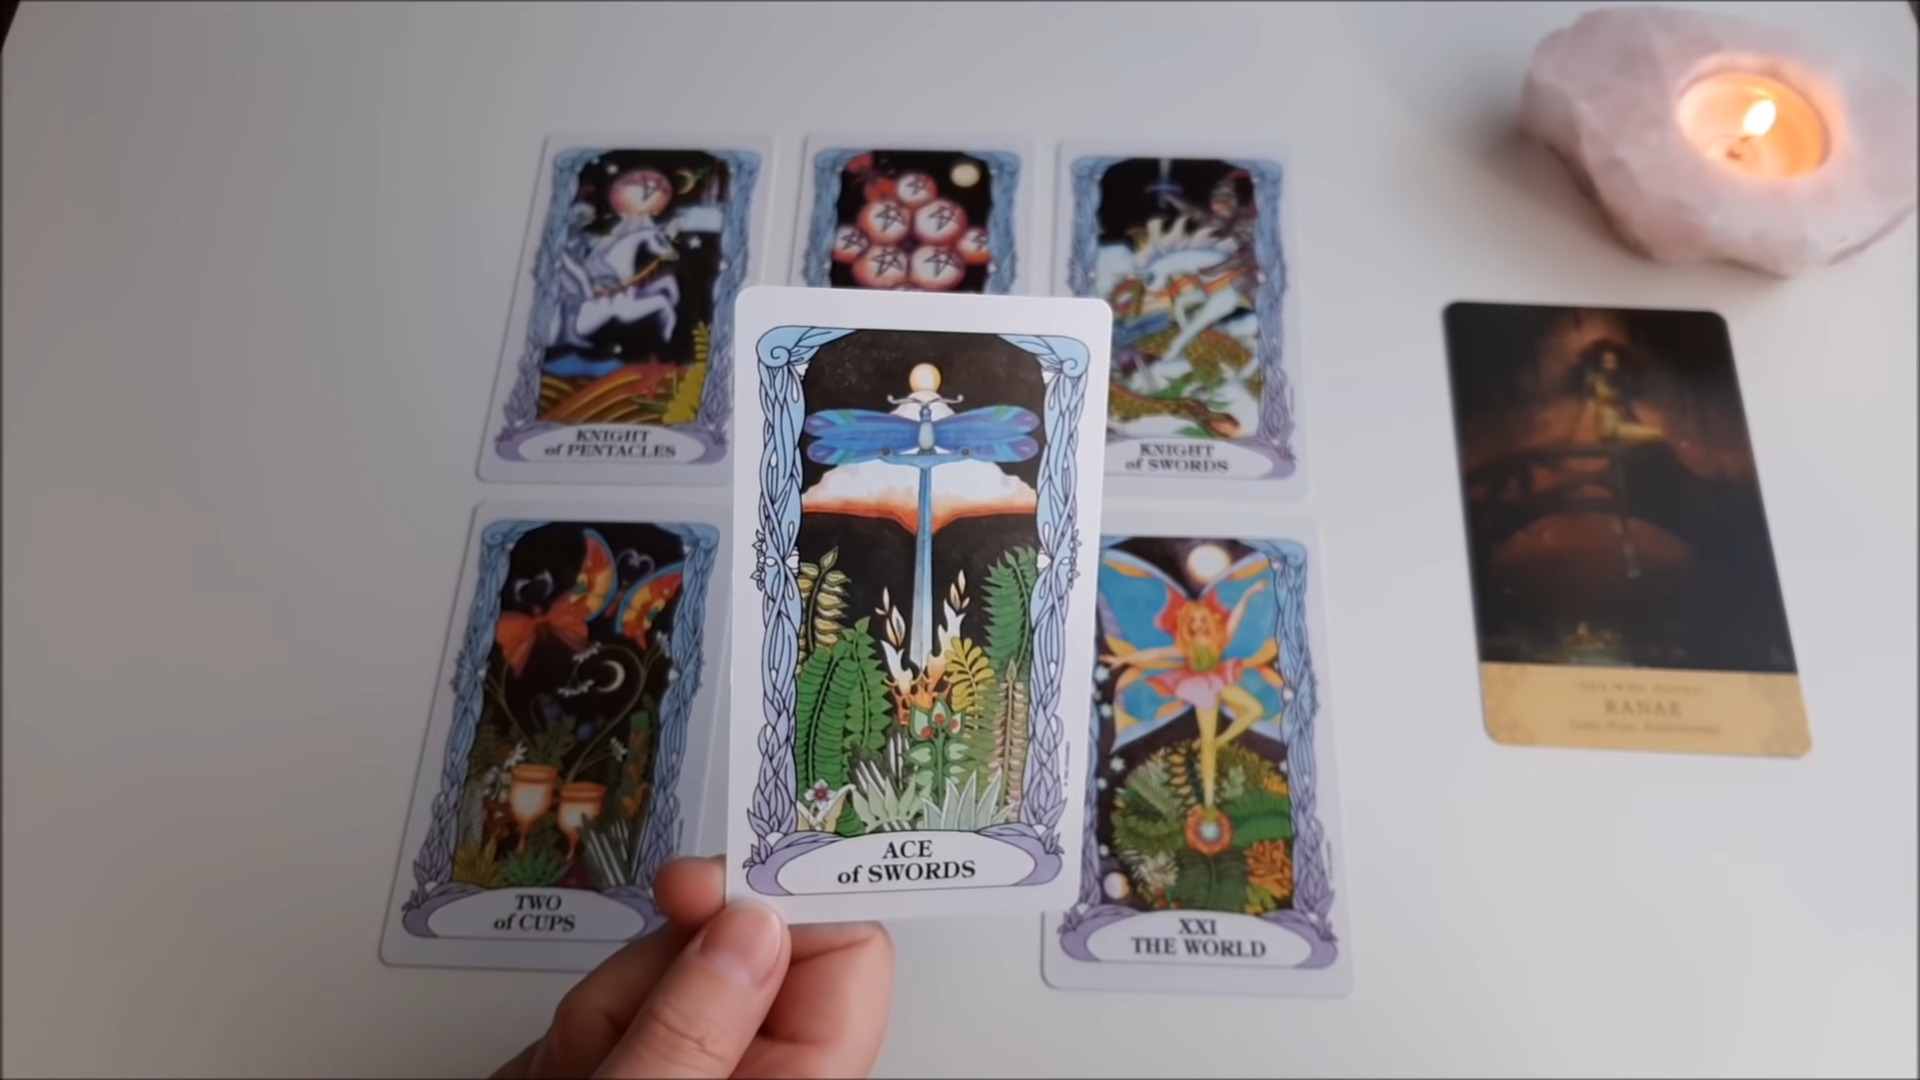 KNIGHT
of PENTACLES
KNIGHT
of SWORDS
ACE
of SWORDS
TWO
of CUPS
XXI
THE WORLD
RANAE